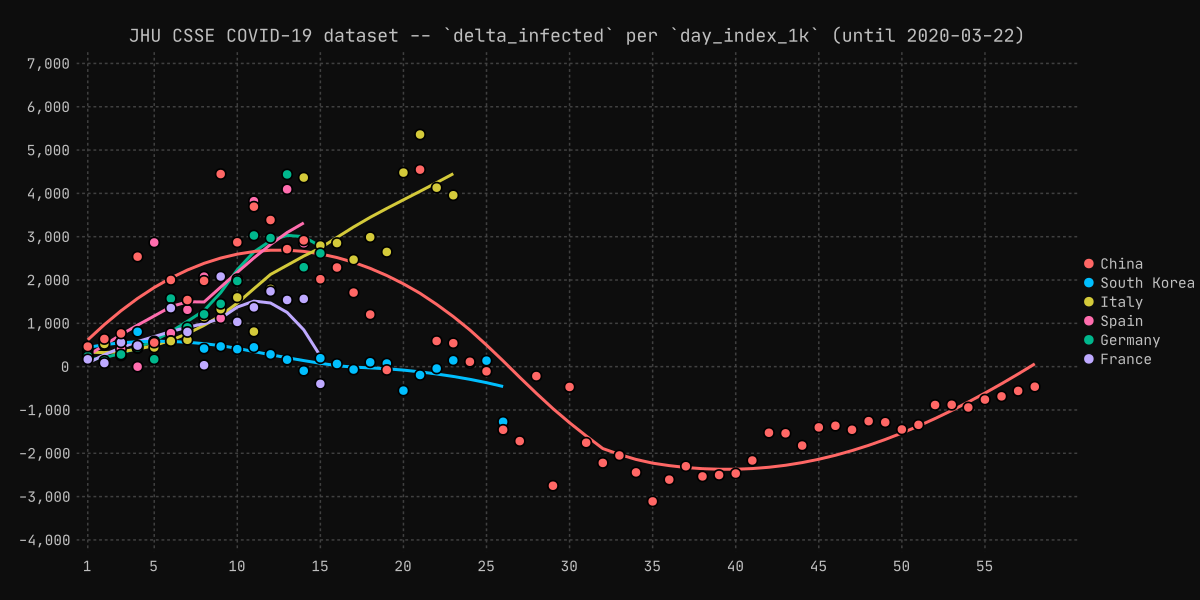 JHU CSSE COVID-19 dataset -- `delta_infected` per `day_index_1k` (until 2020-03-22)
7,000
6,000
5,000
4,000
3,000
2,000
1,000
0
-1,000
-2,000
-3,000
-4,000
1 5 10 15 20 25 30 35 40 45 50 55
China
South Korea
Italy
Spain
Germany
France